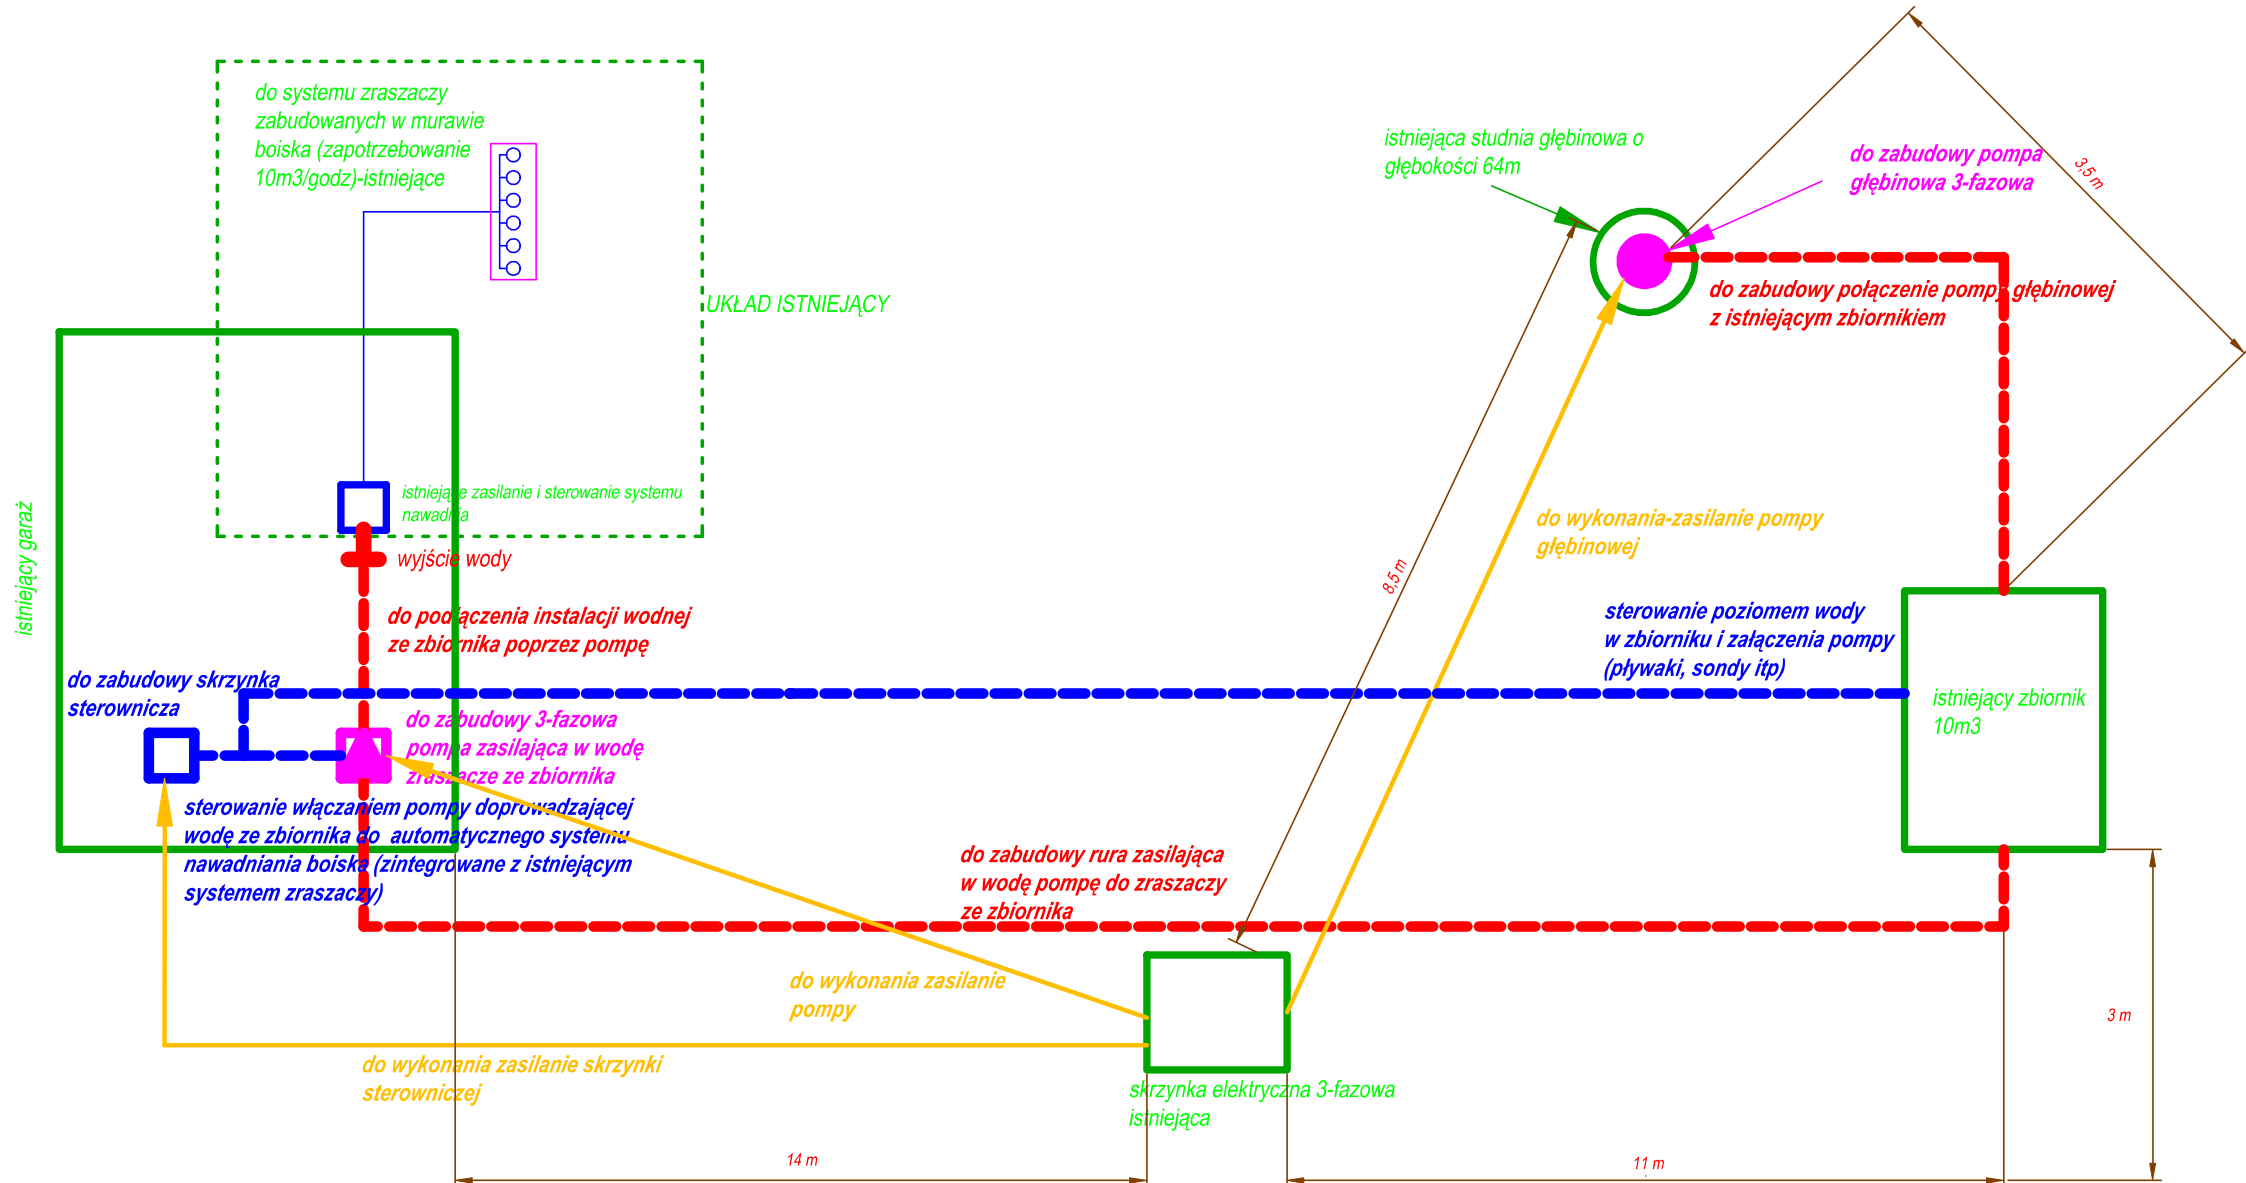 do systemu zraszaczy
zabudowanych w murawie
boiska (zapotrzebowanie
10m3/godz)-istniejące
UKŁAD ISTNIEJĄCY
istniejąca studnia głębinowa o
głębokości 64m
do zabudowy pompa
głębinowa 3-fazowa
3,5 m
do zabudowy połączenie pompy głębinowej
z istniejącym zbiornikiem
istniejący garaż
istniejące zasilanie i sterowanie systemu
nawadnia
wyjście wody
do podłączenia instalacji wodnej
ze zbiornika poprzez pompę
do wykonania-zasilanie pompy
głębinowej
8,5 m
sterowanie poziomem wody
w zbiorniku i załączenia pompy
(pływaki, sondy itp)
istniejący zbiornik
10m3
do zabudowy skrzynka
sterownicza
do zabudowy 3-fazowa
pompa zasilająca w wodę
zraszacze ze zbiornika
sterowanie włączaniem pompy doprowadzającej
wodę ze zbiornika do  automatycznego systemu
nawadniania boiska (zintegrowane z istniejącym
systemem zraszaczy)
do zabudowy rura zasilająca
w wodę pompę do zraszaczy
ze zbiornika
do wykonania zasilanie
pompy
do wykonania zasilanie skrzynki
sterowniczej
skrzynka elektryczna 3-fazowa
istniejąca
3 m
14 m
11 m